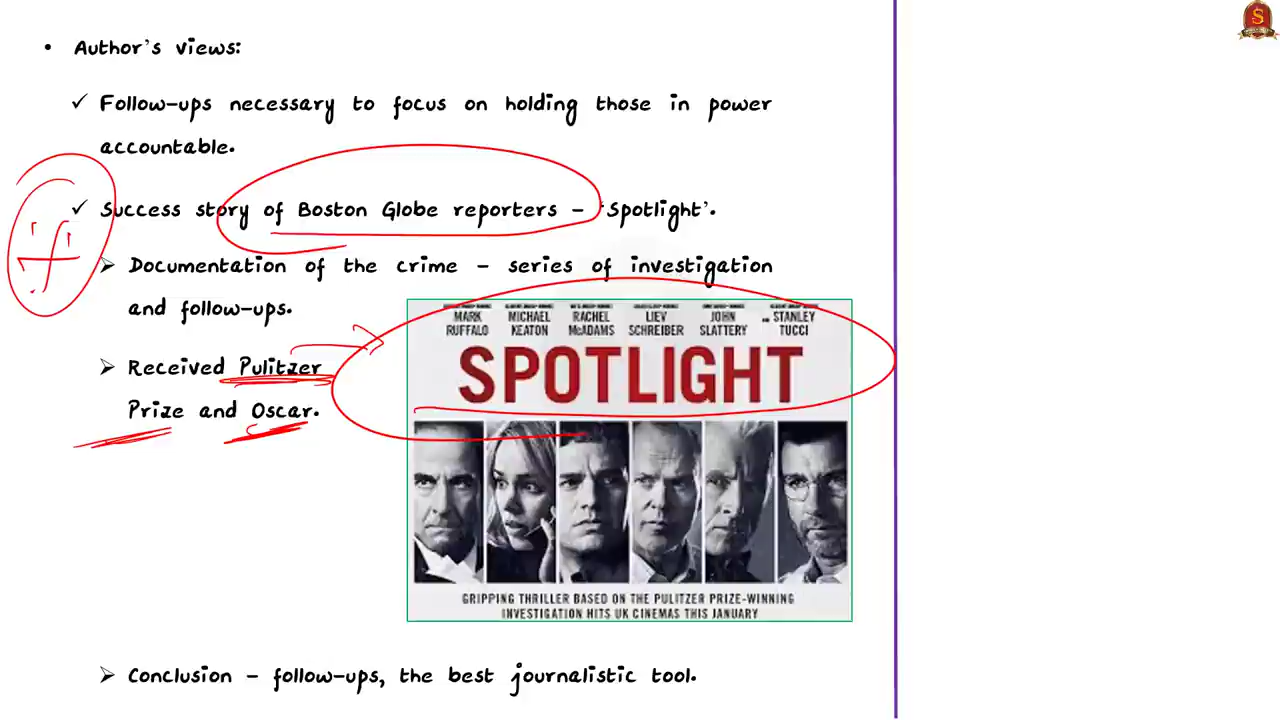 • Author's views:
✓ Follow-ups necessary to focus on holding those in power
accountable.
✓ Success story of Boston Globe reporters – 'Spotlight'.
➢ Documentation of the crime – series of investigation
and follow-ups.
➢ Received Pulitzer
Prize and Oscar.
MARK RUFFALO
MICHAEL KEATON
RACHEL McADAMS
LIEV SCHREIBER
JOHN SLATTERY
STANLEY TUCCI
SPOTLIGHT
GRIPPING THRILLER BASED ON THE PULITZER PRIZE-WINNING
INVESTIGATION HITS UK CINEMAS THIS JANUARY
➢ Conclusion – follow-ups, the best journalistic tool.
S